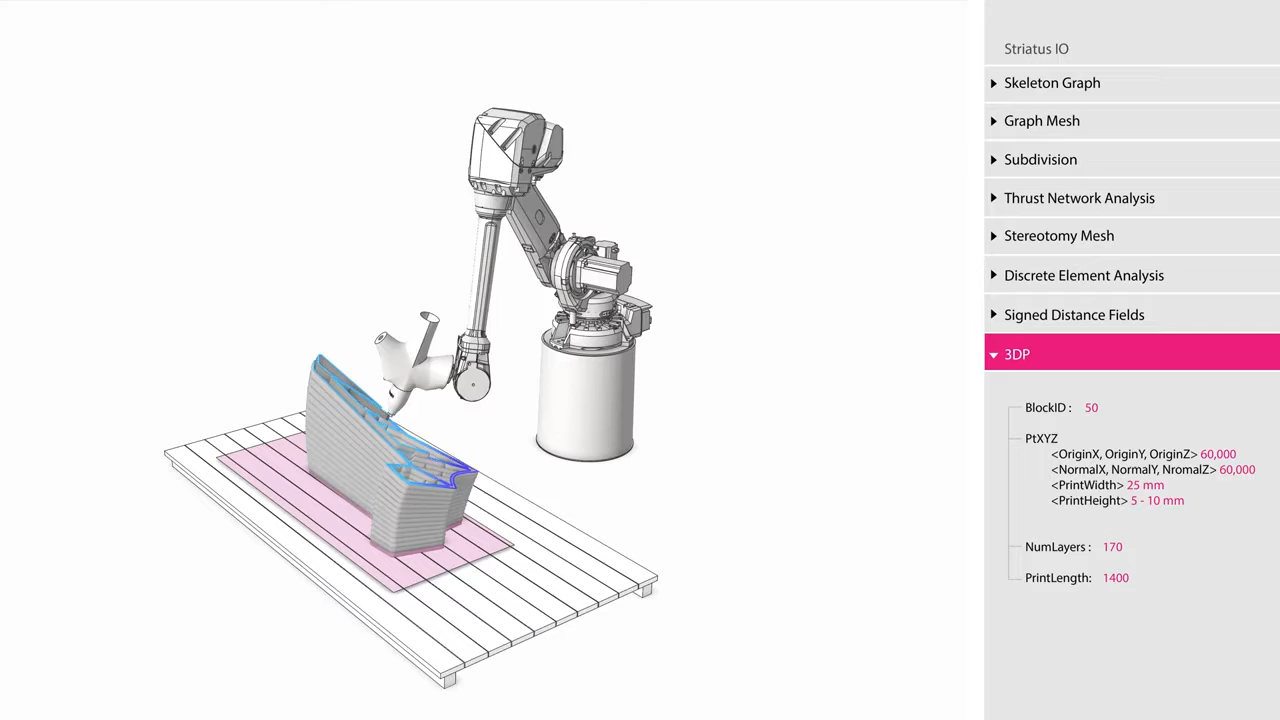 Striatus IO
Skeleton Graph
Graph Mesh
Subdivision
Thrust Network Analysis
Stereotomy Mesh
Discrete Element Analysis
Signed Distance Fields
3DP
BlockID : 50
PtXYZ
<OriginX, OriginY, OriginZ> 60,000
<NormalX, NormalY, NromalZ> 60,000
<PrintWidth> 25 mm
<PrintHeight> 5 - 10 mm
NumLayers : 170
PrintLength: 1400